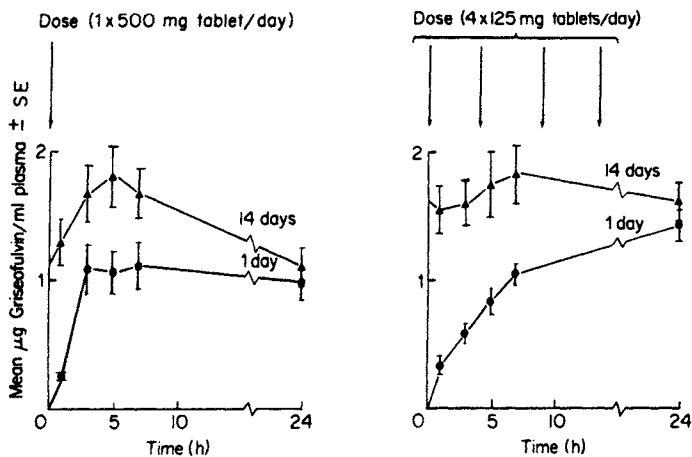 Dose (1 x 500 mg tablet/day)
Mean µg Griseofulvin/ml plasma ± SE
2
1
14 days
1 day
0
5
10
24
Time (h)
Dose (4 x 125 mg tablets/day)
2
1
14 days
1 day
0
5
10
24
Time (h)